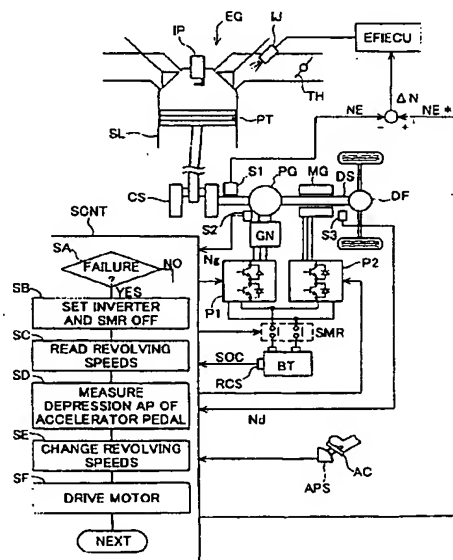 IP
EG
IJ
EFIECU
TH
ΔN
NE
NE*
- +
SL
PT
S1
PG
MG
DS
CS
DF
S2
GN
S3
SCNT
SA
FAILURE
?
NO
YES
Ng
P1
P2
SB
SET INVERTER
AND SMR OFF
SMR
SC
READ REVOLVING
SPEEDS
SOC
RCS
BT
SD
MEASURE
DEPRESSION AP OF
ACCELERATOR PEDAL
Nd
SE
CHANGE REVOLVING
SPEEDS
APS
AC
SF
DRIVE MOTOR
NEXT